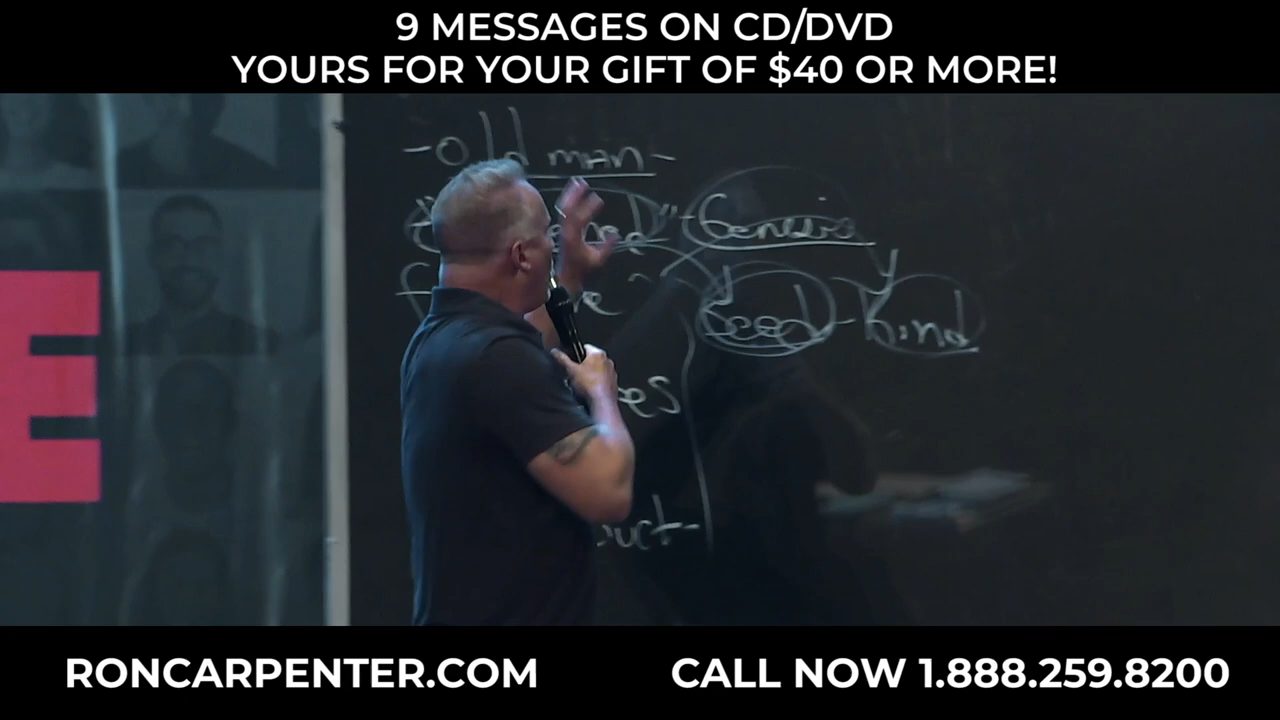 9 MESSAGES ON CD/DVD
YOURS FOR YOUR GIFT OF $40 OR MORE!
-old man-
Genesis
Seed - Kind
RONCARPENTER.COM
CALL NOW 1.888.259.8200